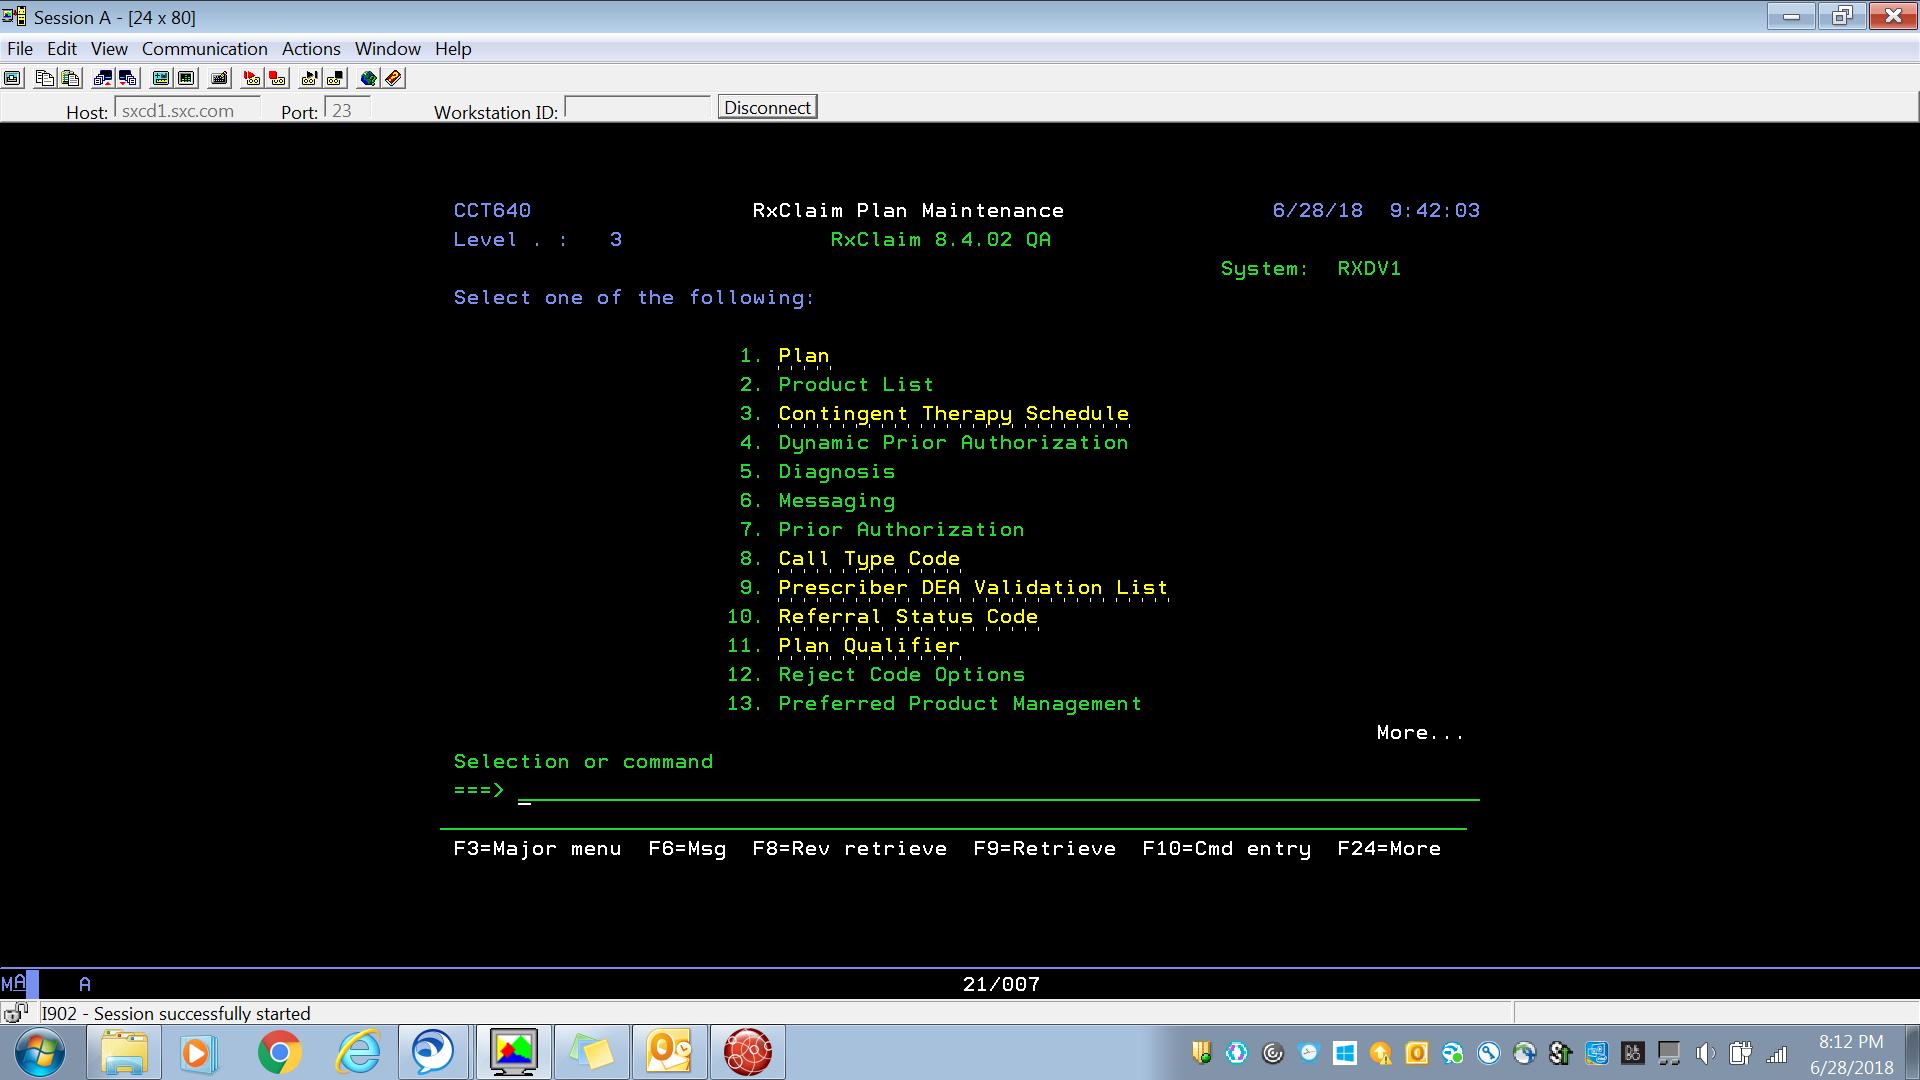 Session A - [24 x 80]
File Edit View Communication Actions Window Help
Host: sxcd1.sxc.com Port: 23 Workstation ID: Disconnect
CCT640 RxClaim Plan Maintenance 6/28/18 9:42:03
Level . : 3 RxClaim 8.4.02 QA
System: RXDV1
Select one of the following:
1. Plan
2. Product List
3. Contingent Therapy Schedule
4. Dynamic Prior Authorization
5. Diagnosis
6. Messaging
7. Prior Authorization
8. Call Type Code
9. Prescriber DEA Validation List
10. Referral Status Code
11. Plan Qualifier
12. Reject Code Options
13. Preferred Product Management
More...
Selection or command
===>
F3=Major menu F6=Msg F8=Rev retrieve F9=Retrieve F10=Cmd entry F24=More
MA A 21/007
I902 - Session successfully started
8:12 PM
6/28/2018